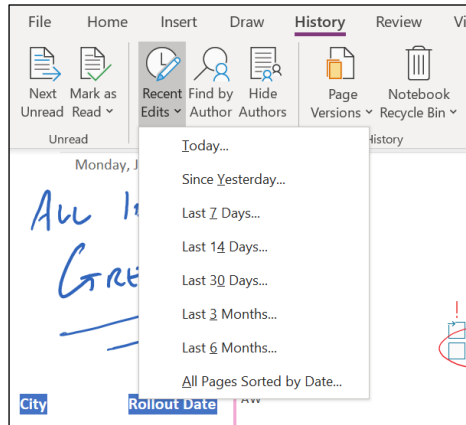 File Home Insert Draw History Review
Next Unread
Mark as Read
Recent Edits
Find by Author
Hide Authors
Page Versions
Notebook Recycle Bin
Unread
History
Monday,
Today...
Since Yesterday...
Last 7 Days...
Last 14 Days...
Last 30 Days...
Last 3 Months...
Last 6 Months...
All Pages Sorted by Date...
ALL
City Rollout Date